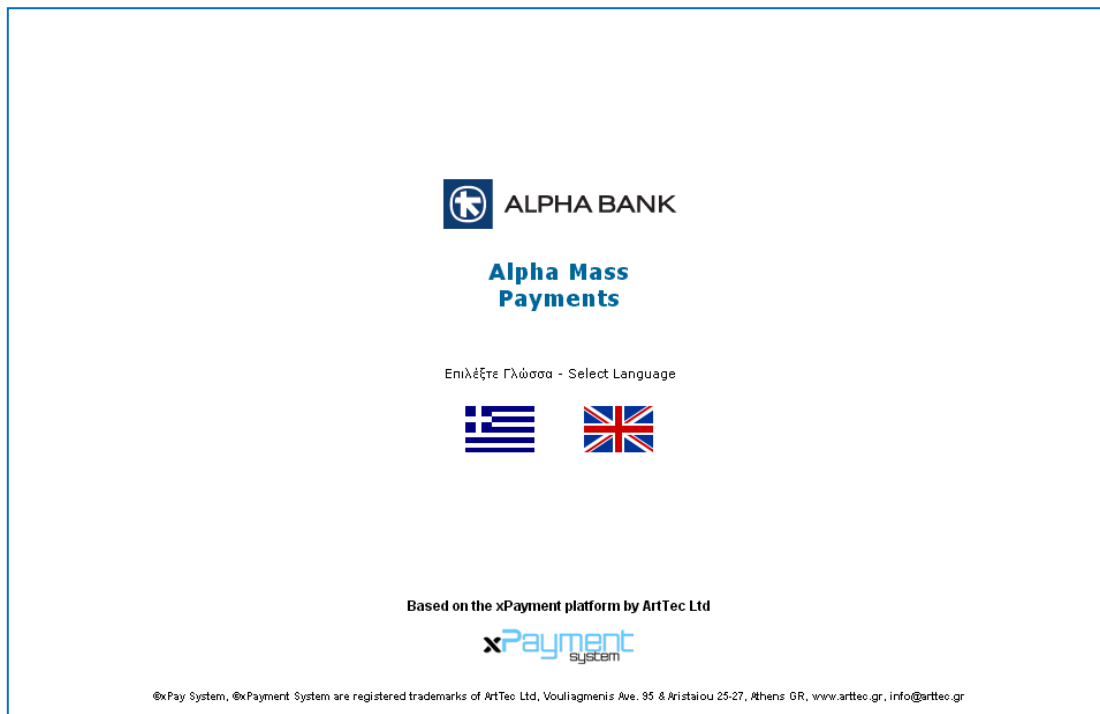 ALPHA BANK
Alpha Mass
Payments
Επιλέξτε Γλώσσα - Select Language
Based on the xPayment platform by ArtTec Ltd
xPayment
system
®xPay System, ®xPayment System are registered trademarks of ArtTec Ltd, Vouliagmenis Ave. 95 & Aristaiou 25-27, Athens GR, www.arttec.gr, info@arttec.gr